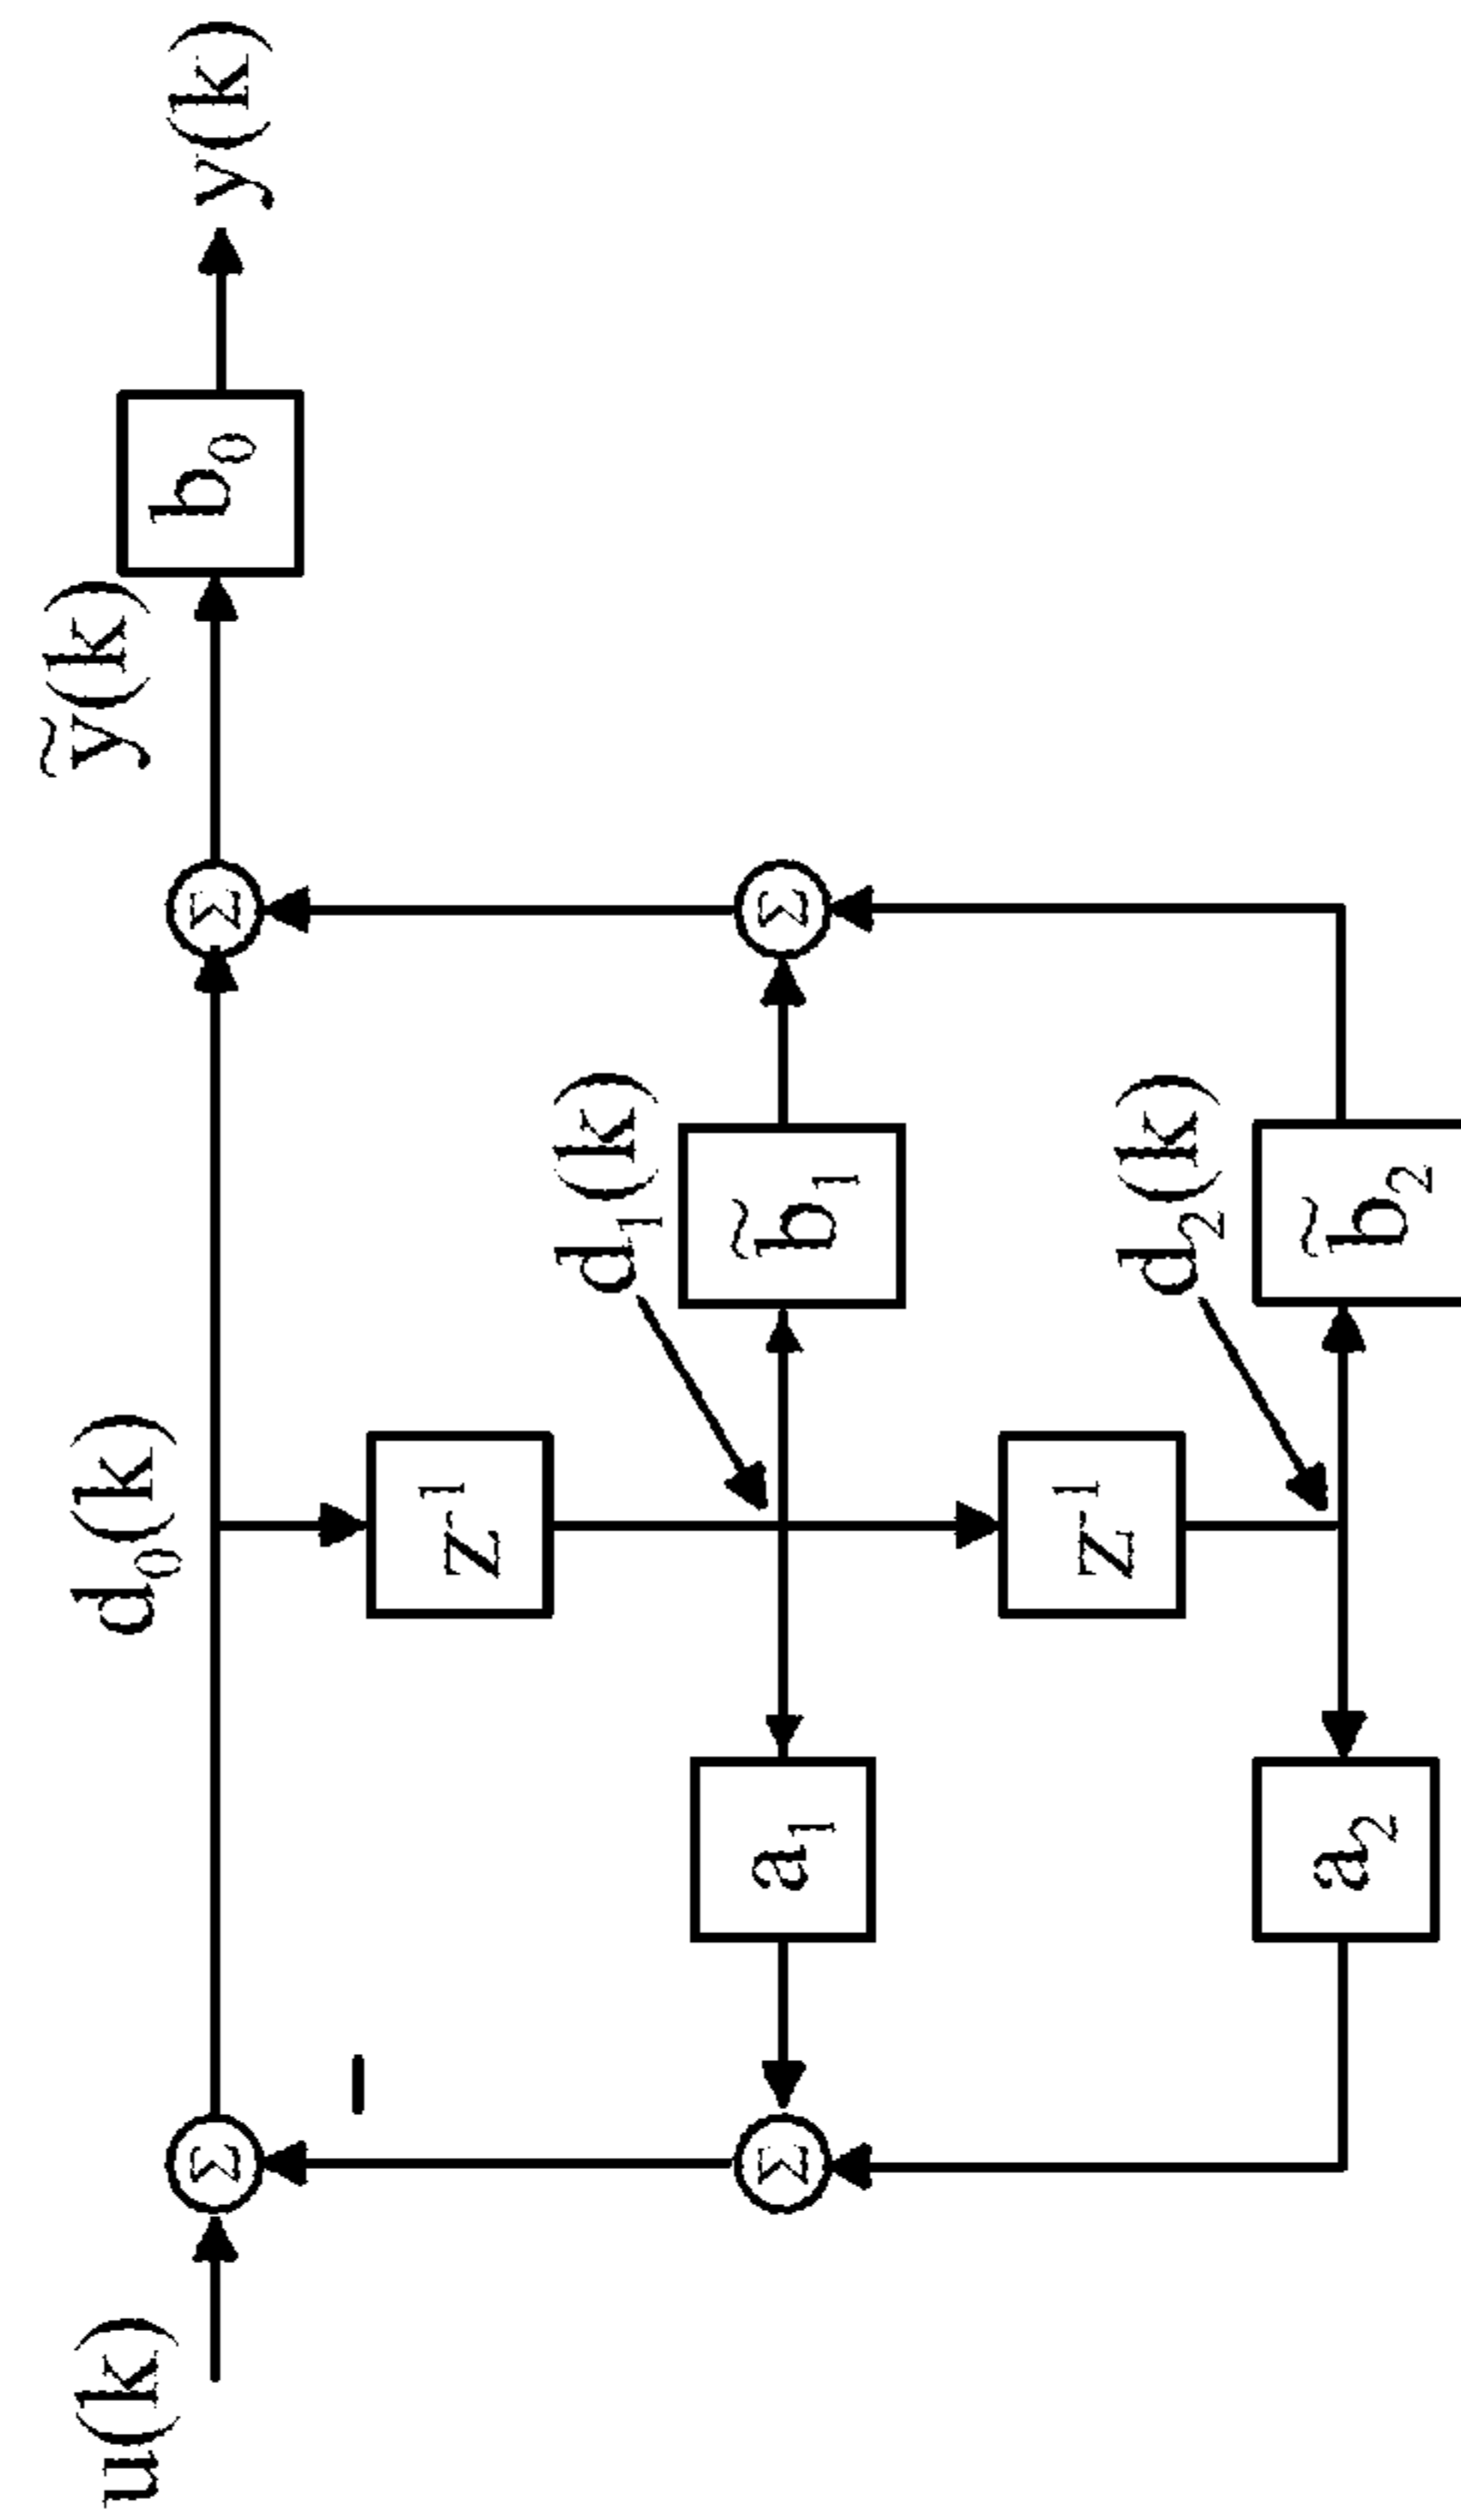 u(k) Σ d₀(k) Σ ỹ(k) b₀ y(k)
−
z⁻¹
d₁(k)
Σ a₁ b̃₁ Σ
z⁻¹
d₂(k)
a₂ b̃₂